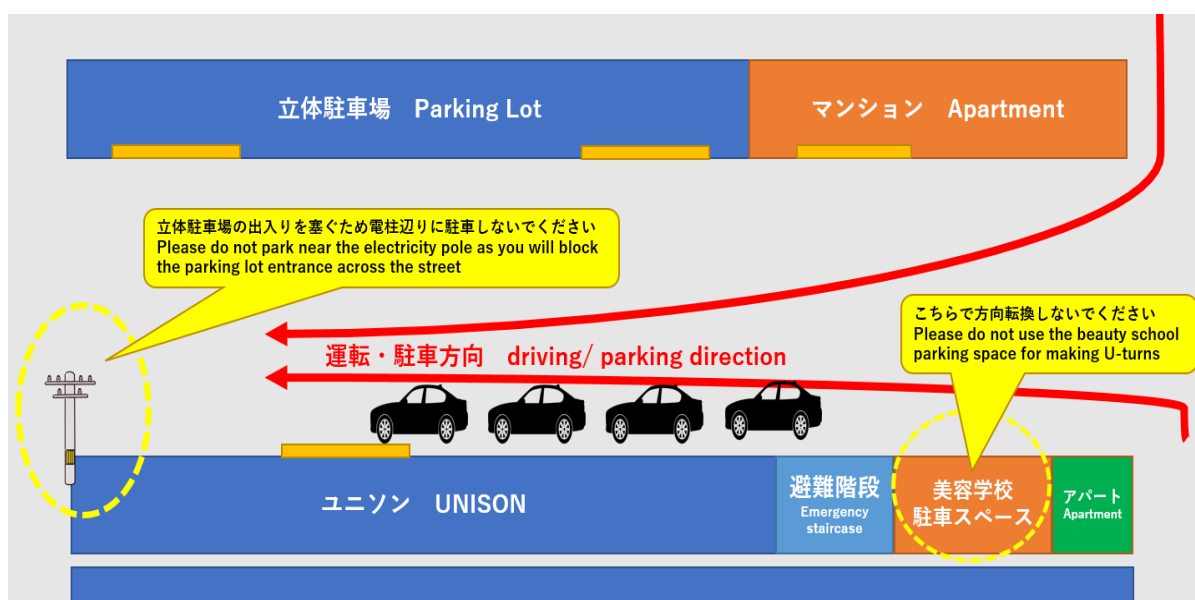 立体駐車場　Parking Lot
マンション　Apartment
立体駐車場の出入りを塞ぐため電柱辺りに駐車しないでください
Please do not park near the electricity pole as you will block
the parking lot entrance across the street
こちらで方向転換しないでください
Please do not use the beauty school
parking space for making U-turns
運転・駐車方向　driving/ parking direction
ユニソン　UNISON
避難階段
Emergency
staircase
美容学校
駐車スペース
アパート
Apartment